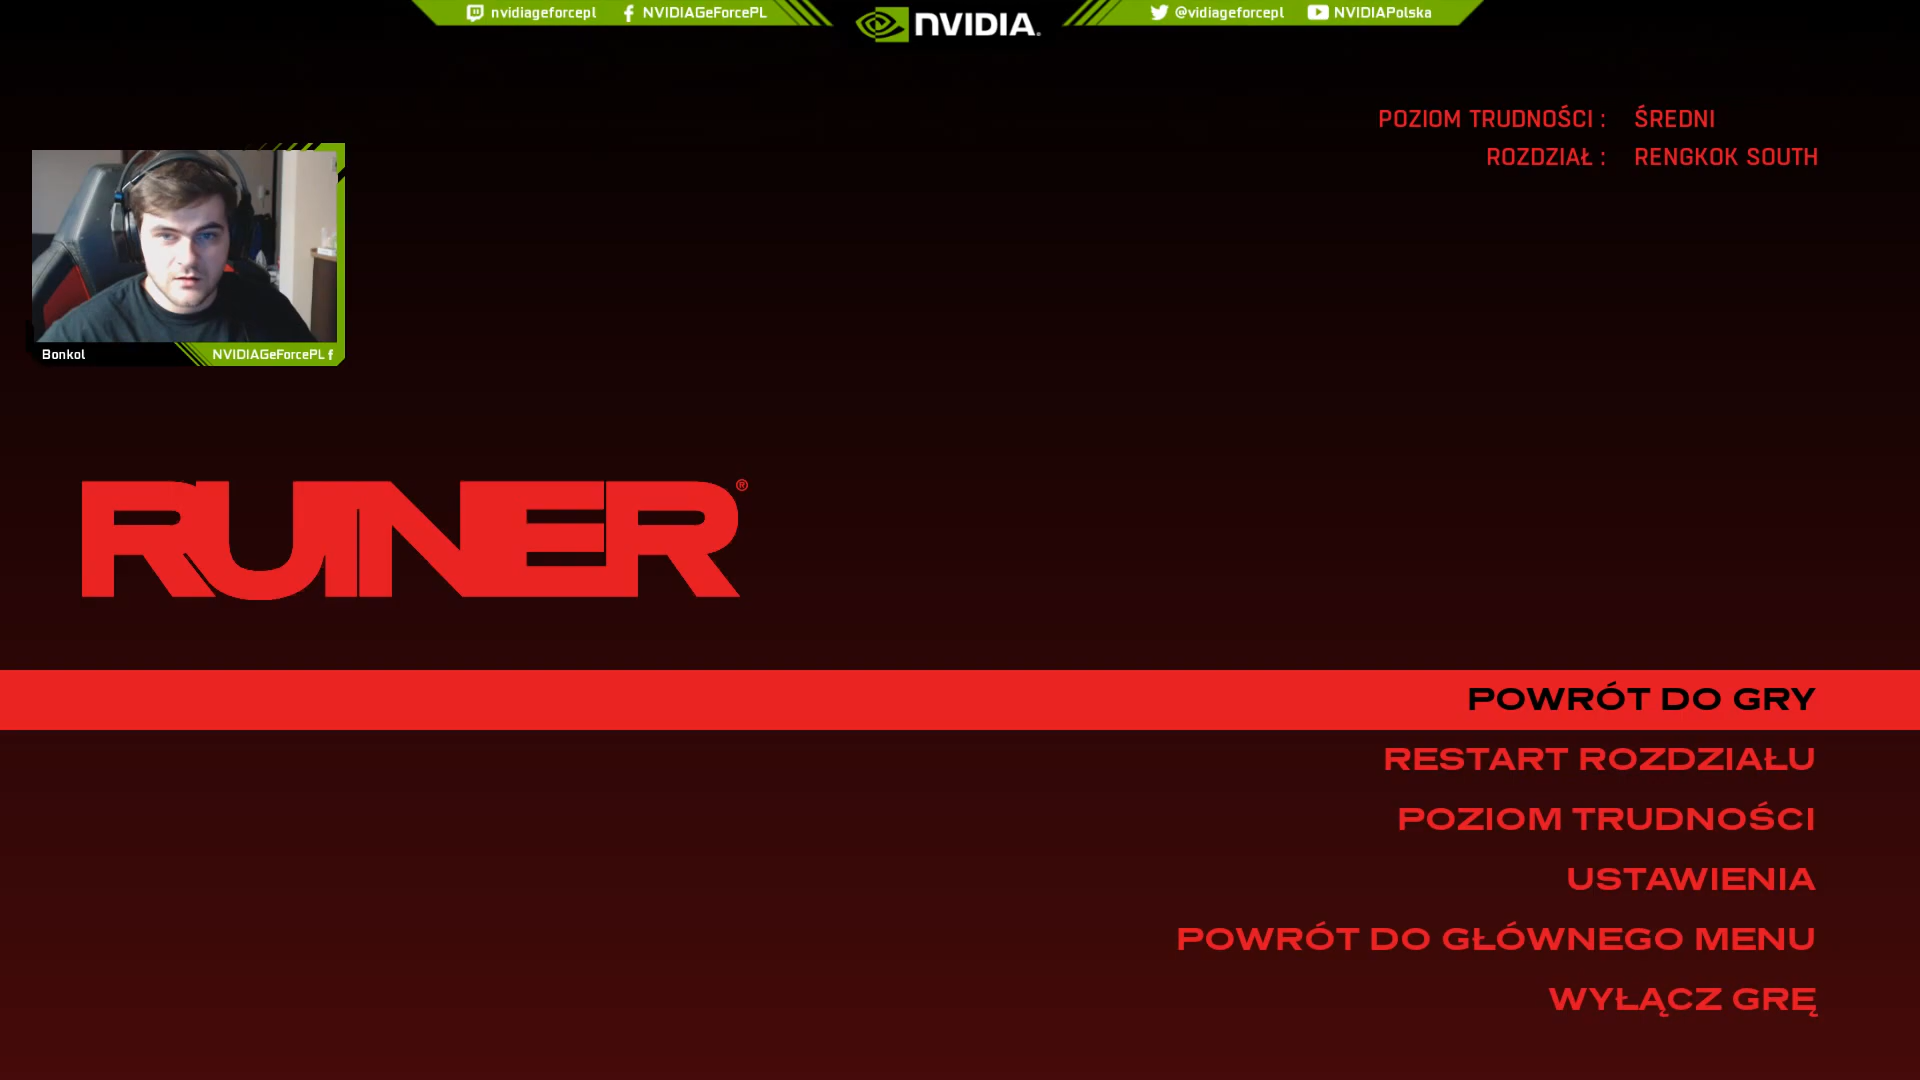 nvidiageforcepl NVIDIAGeForcePL NVIDIA. @vidiageforcepl NVIDIAPolska
POZIOM TRUDNOŚCI : ŚREDNI
ROZDZIAŁ : RENGKOK SOUTH
Bonkol NVIDIAGeForcePL
RUINER®
POWRÓT DO GRY
RESTART ROZDZIAŁU
POZIOM TRUDNOŚCI
USTAWIENIA
POWRÓT DO GŁÓWNEGO MENU
WYŁĄCZ GRĘ